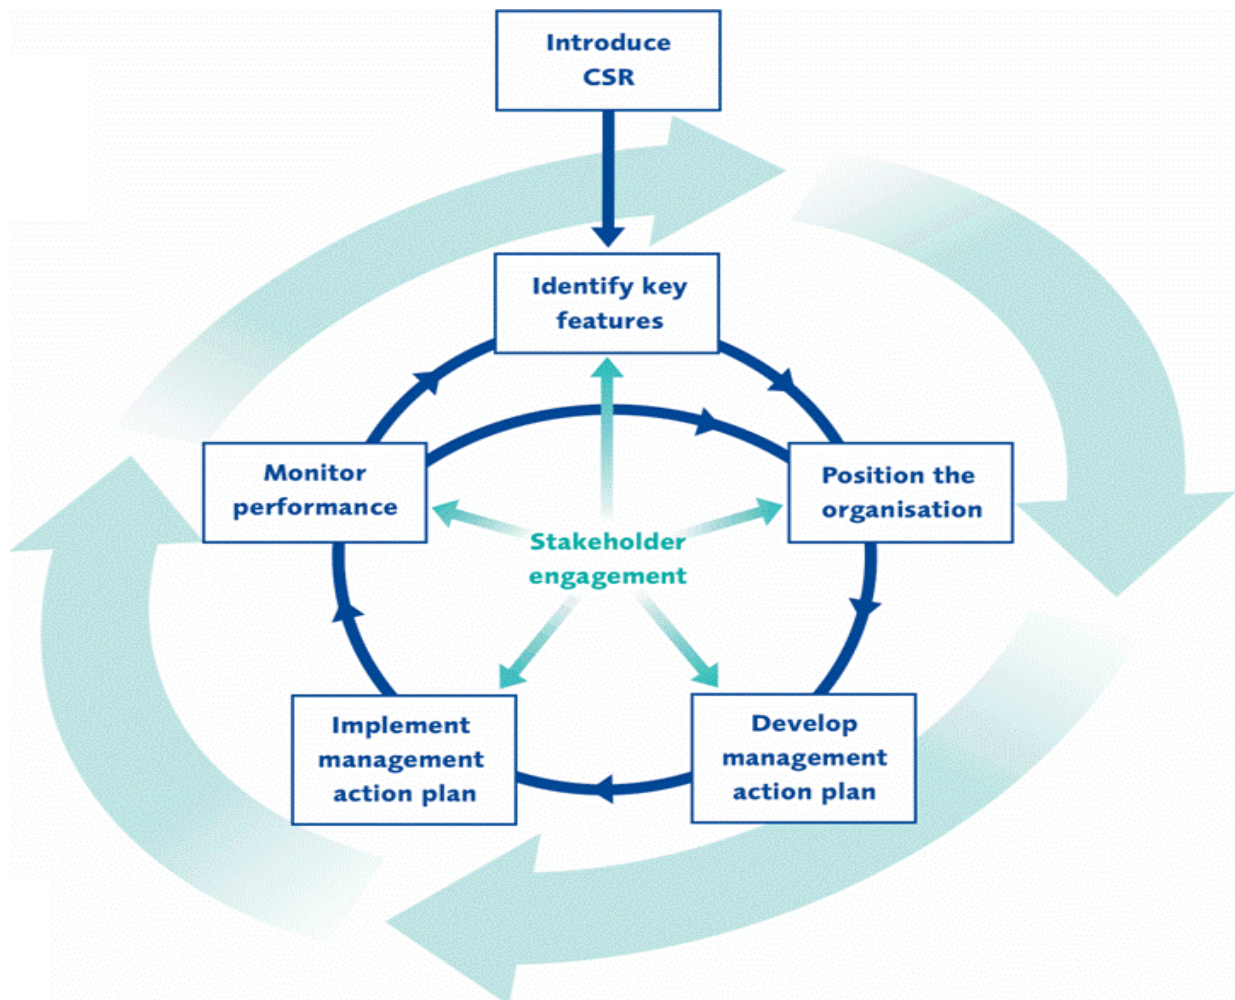 Introduce
CSR
Identify key
features
Monitor
performance
Position the
organisation
Stakeholder
engagement
Implement
management
action plan
Develop
management
action plan